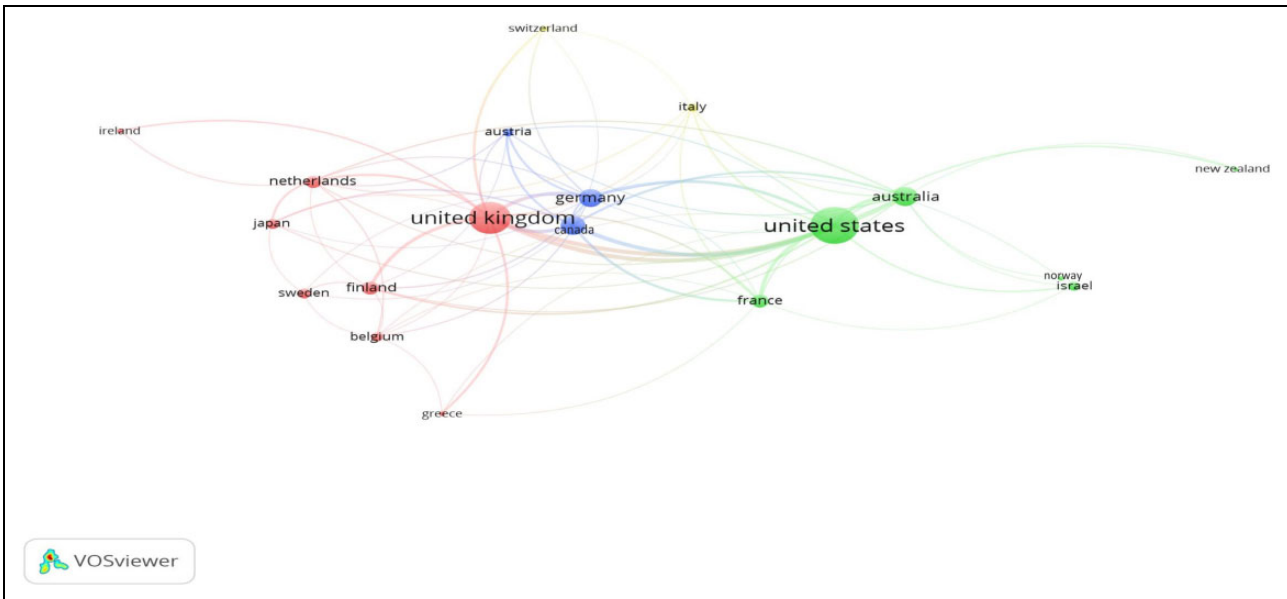 switzerland
italy
ireland
austria
new zealand
netherlands
germany
australia
united kingdom
japan
canada
united states
norway
israel
sweden
finland
france
belgium
greece
VOSviewer